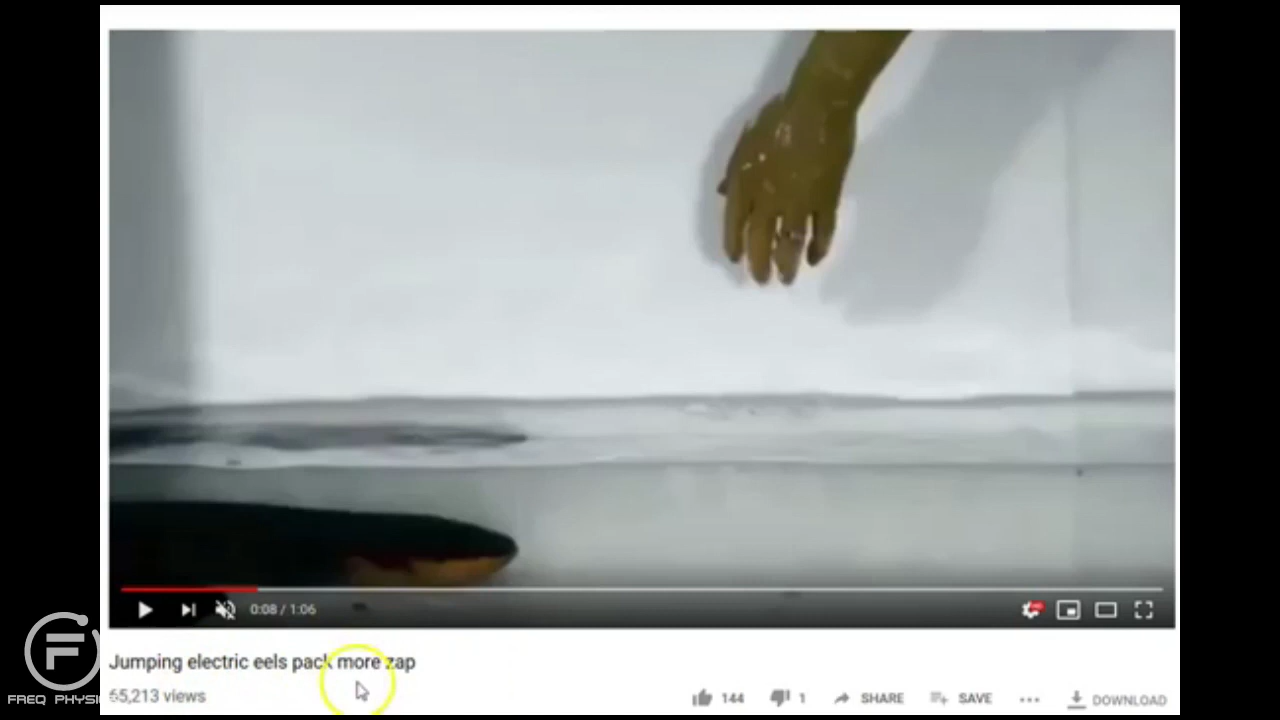 0:08 / 1:06
Jumping electric eels pack more zap
65,213 views
144
1
SHARE
SAVE
DOWNLOAD
FREQ PHYSI